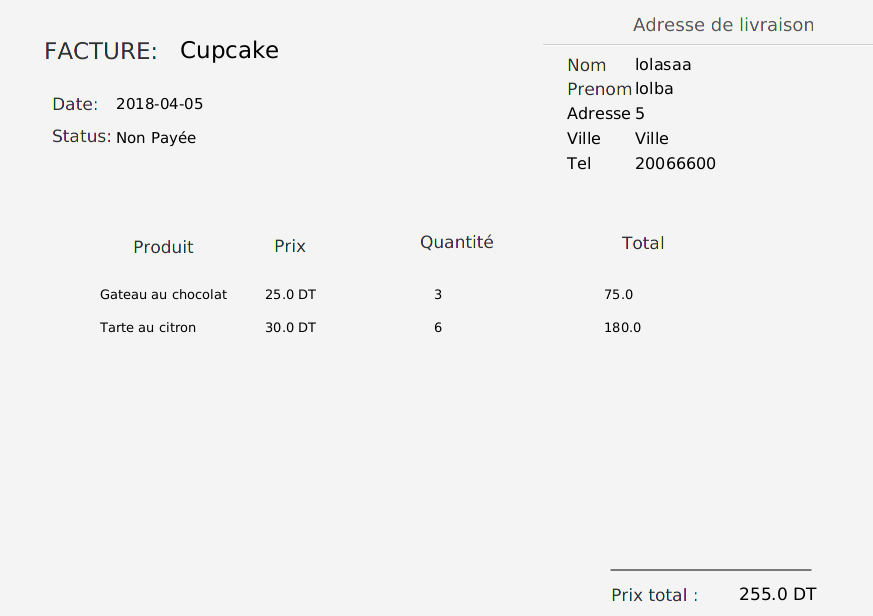 Adresse de livraison
FACTURE: Cupcake
Nom lolasaa
Prenom lolba
Date: 2018-04-05
Adresse 5
Status: Non Payée
Ville Ville
Tel 20066600
Produit Prix Quantité Total
Gateau au chocolat 25.0 DT 3 75.0
Tarte au citron 30.0 DT 6 180.0
Prix total : 255.0 DT